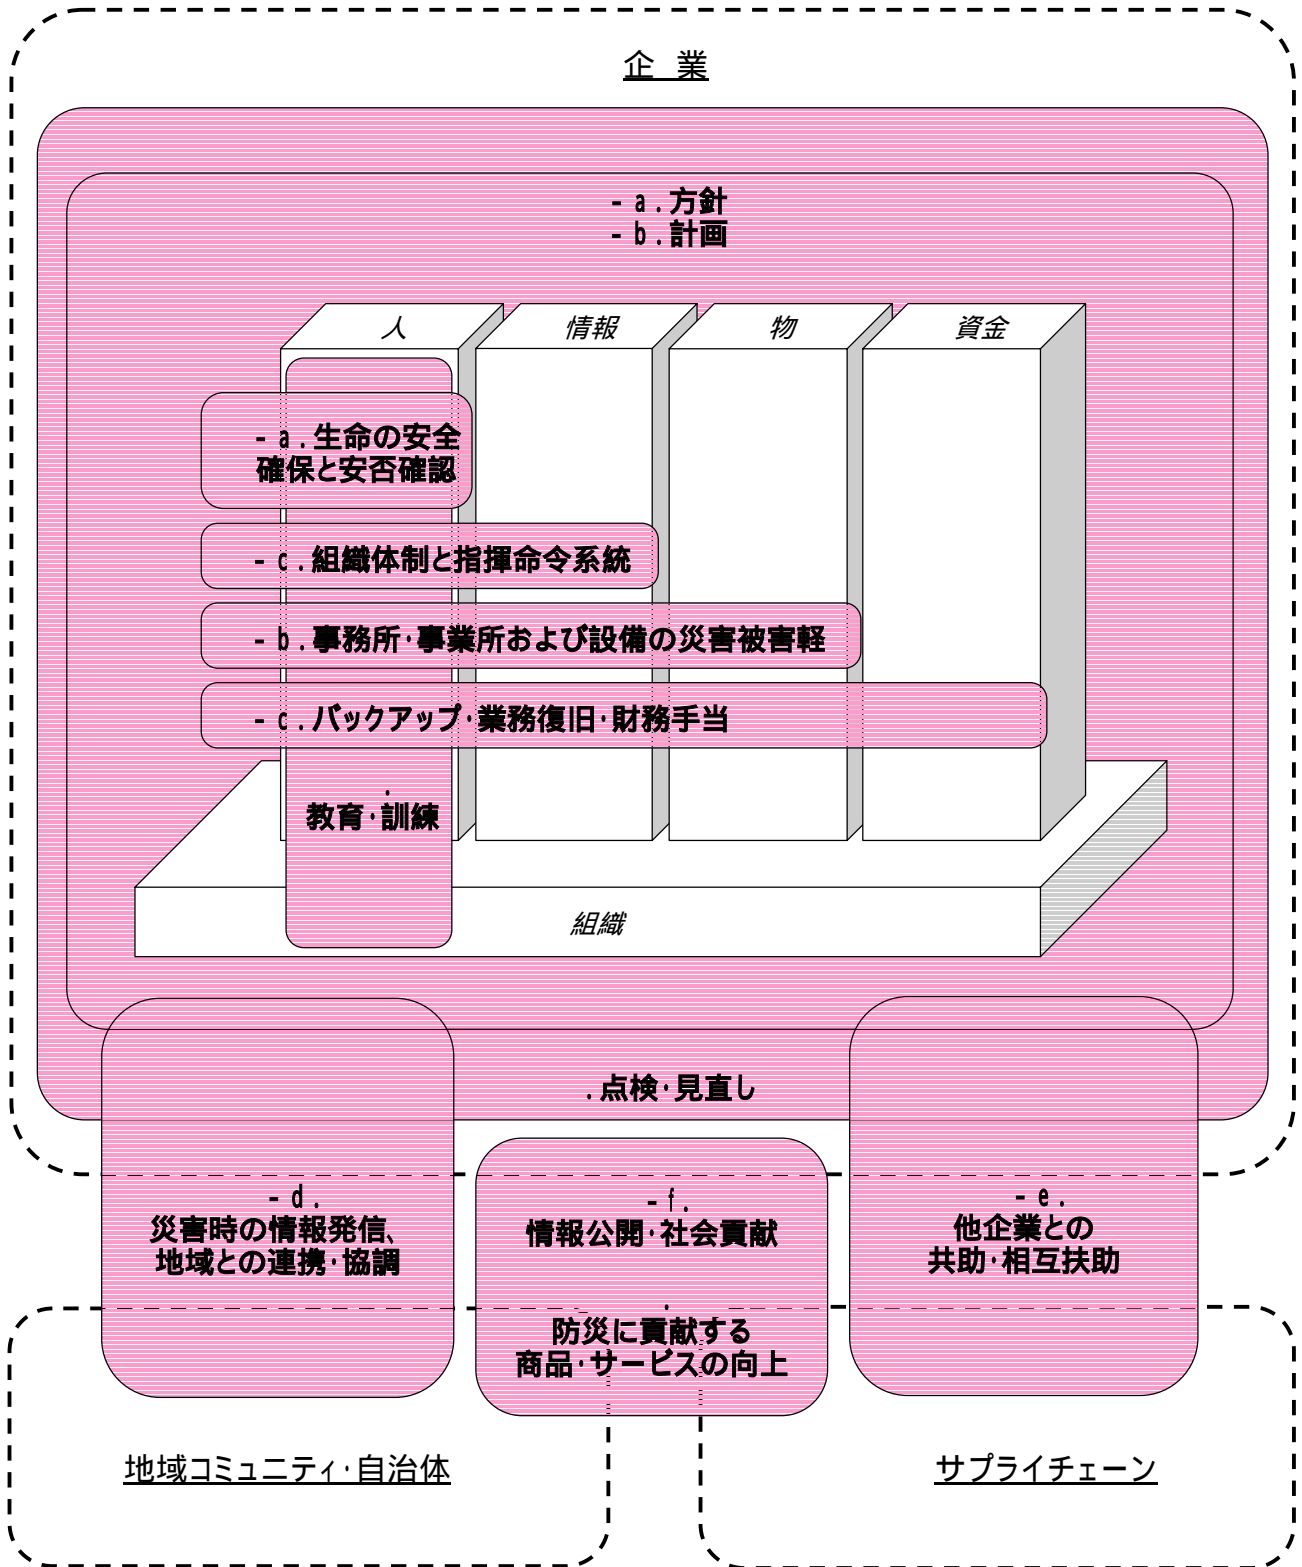 企 業
- a.方針
- b.計画
人
情報
物
資金
- a.生命の安全
確保と安否確認
- c.組織体制と指揮命令系統
- b.事務所・事業所および設備の災害被害軽
- c.バックアップ・業務復旧・財務手当
.
教育・訓練
組織
.点検・見直し
- d.
災害時の情報発信、
地域との連携・協調
- f.
情報公開・社会貢献
.
防災に貢献する
商品・サービスの向上
- e.
他企業との
共助・相互扶助
地域コミュニティ・自治体
サプライチェーン